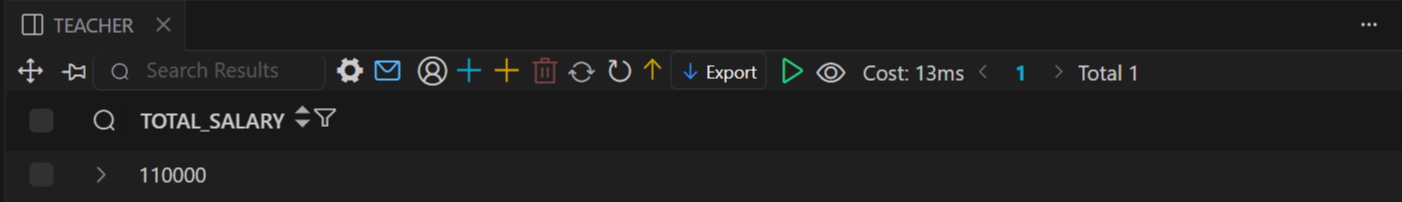 TEACHER
Search Results Export Cost: 13ms 1 Total 1
TOTAL_SALARY
110000